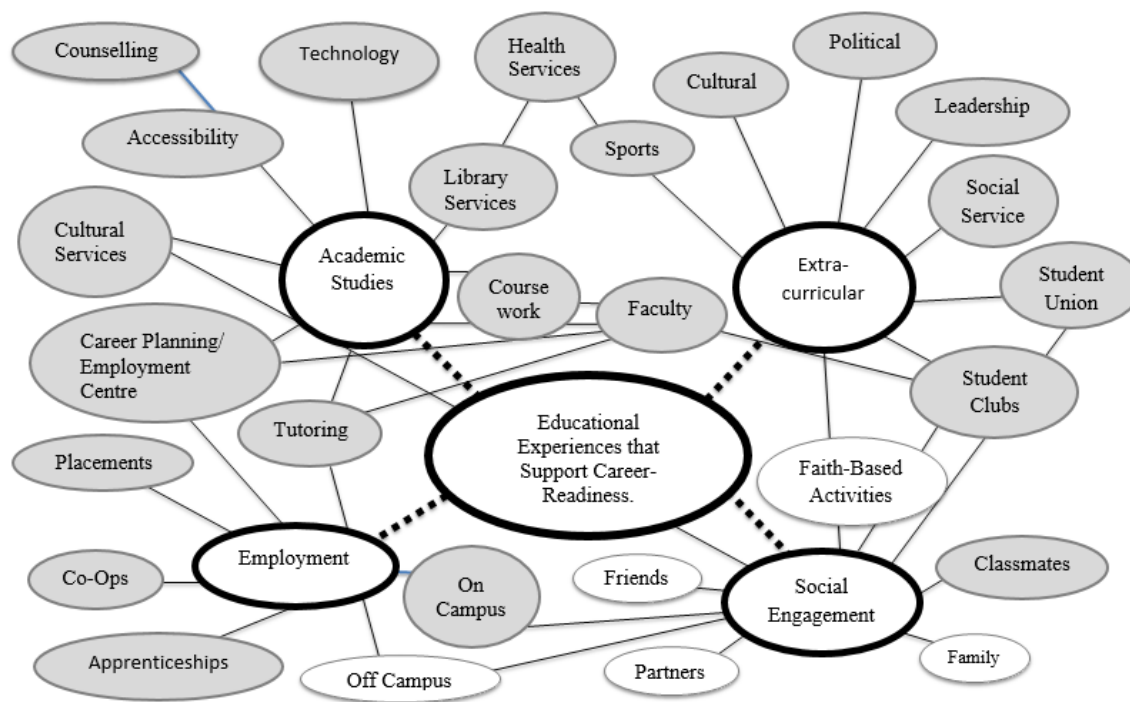 Counselling
Technology
Health
Services
Cultural
Political
Leadership
Accessibility
Sports
Library
Services
Social
Service
Cultural
Services
Academic
Studies
Extra-
curricular
Student
Union
Course
work
Faculty
Career Planning/
Employment
Centre
Student
Clubs
Tutoring
Educational
Experiences that
Support Career-
Readiness.
Placements
Faith-Based
Activities
Employment
Co-Ops
On
Campus
Friends
Social
Engagement
Classmates
Apprenticeships
Off Campus
Partners
Family